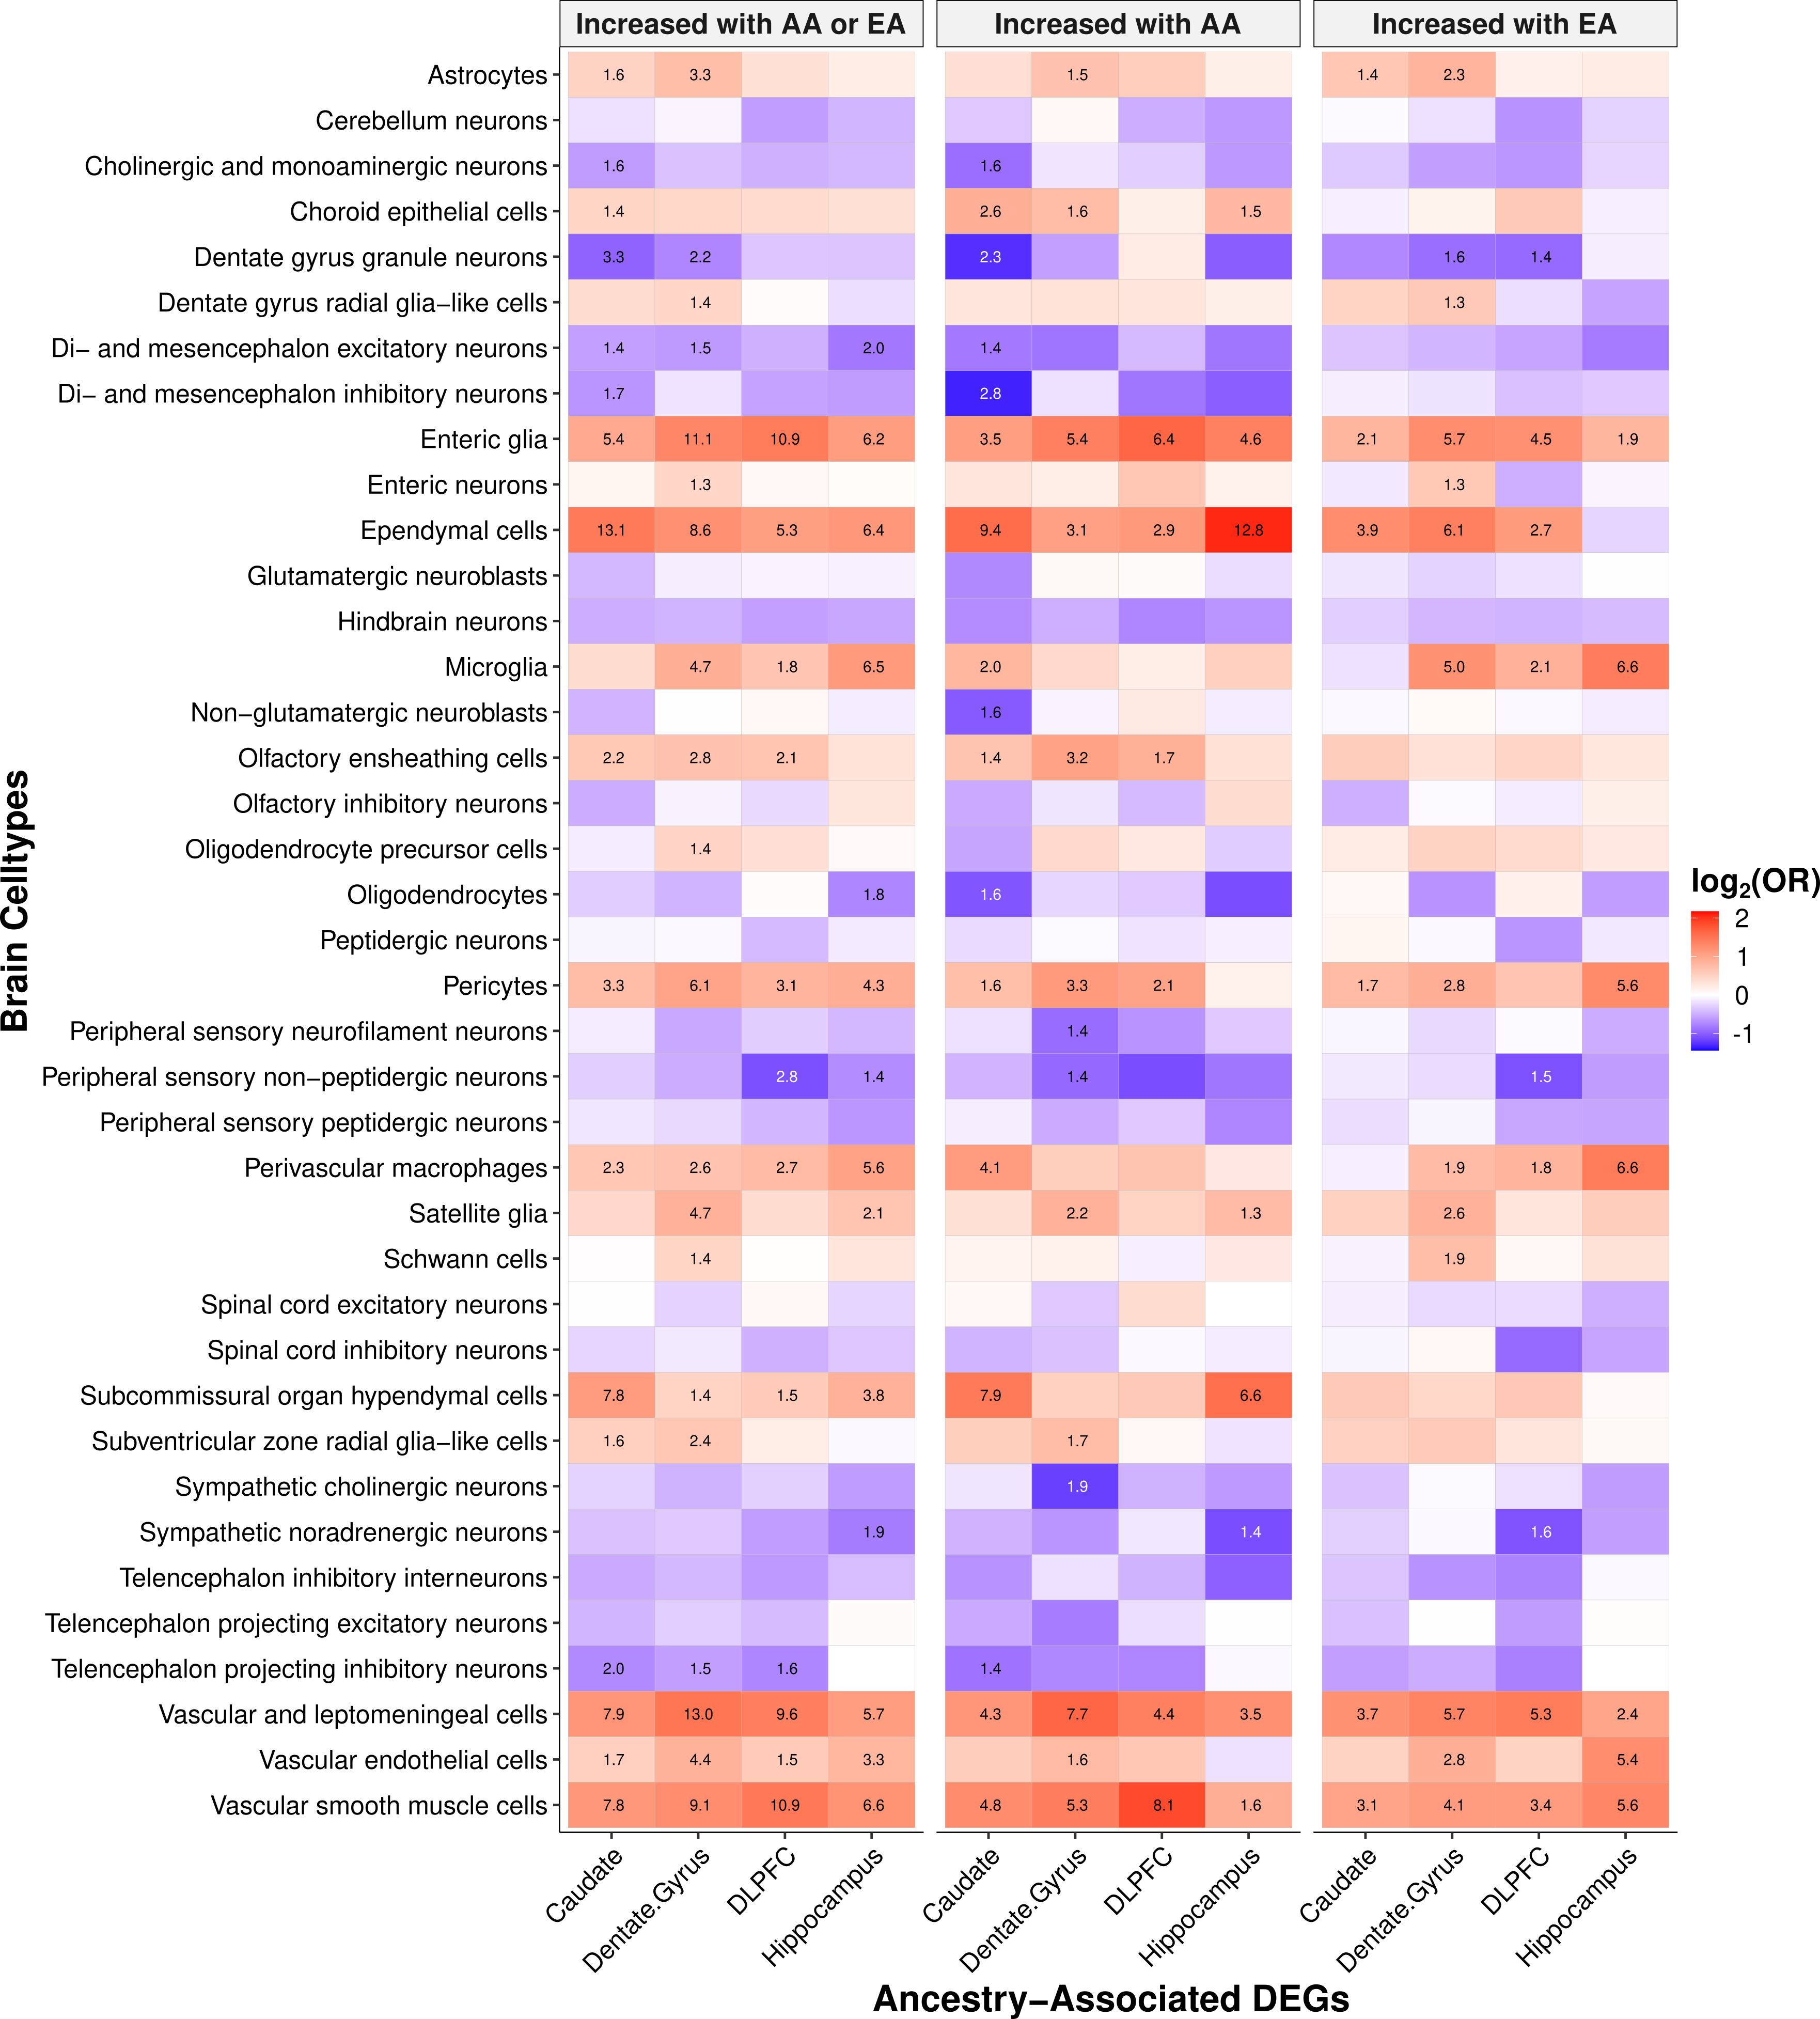 Increased with AA or EA Increased with AA Increased with EA
Astrocytes 1.6 3.3 1.5 1.4 2.3
Cerebellum neurons
Cholinergic and monoaminergic neurons 1.6 1.6
Choroid epithelial cells 1.4 2.6 1.6 1.5
Dentate gyrus granule neurons 3.3 2.2 2.3 1.6 1.4
Dentate gyrus radial glia−like cells 1.4 1.3
Di− and mesencephalon excitatory neurons 1.4 1.5 2.0 1.4
Di− and mesencephalon inhibitory neurons 1.7 2.8
Enteric glia 5.4 11.1 10.9 6.2 3.5 5.4 6.4 4.6 2.1 5.7 4.5 1.9
Enteric neurons 1.3 1.3
Ependymal cells 13.1 8.6 5.3 6.4 9.4 3.1 2.9 12.8 3.9 6.1 2.7
Glutamatergic neuroblasts
Hindbrain neurons
Microglia 4.7 1.8 6.5 2.0 5.0 2.1 6.6
Non−glutamatergic neuroblasts 1.6
Olfactory ensheathing cells 2.2 2.8 2.1 1.4 3.2 1.7
Olfactory inhibitory neurons
Oligodendrocyte precursor cells 1.4
Oligodendrocytes 1.8 1.6
Peptidergic neurons
Pericytes 3.3 6.1 3.1 4.3 1.6 3.3 2.1 1.7 2.8 5.6
Peripheral sensory neurofilament neurons 1.4
Peripheral sensory non−peptidergic neurons 2.8 1.4 1.4 1.5
Peripheral sensory peptidergic neurons
Perivascular macrophages 2.3 2.6 2.7 5.6 4.1 1.9 1.8 6.6
Satellite glia 4.7 2.1 2.2 1.3 2.6
Schwann cells 1.4 1.9
Spinal cord excitatory neurons
Spinal cord inhibitory neurons
Subcommissural organ hypendymal cells 7.8 1.4 1.5 3.8 7.9 6.6
Subventricular zone radial glia−like cells 1.6 2.4 1.7
Sympathetic cholinergic neurons 1.9
Sympathetic noradrenergic neurons 1.9 1.4 1.6
Telencephalon inhibitory interneurons
Telencephalon projecting excitatory neurons
Telencephalon projecting inhibitory neurons 2.0 1.5 1.6 1.4
Vascular and leptomeningeal cells 7.9 13.0 9.6 5.7 4.3 7.7 4.4 3.5 3.7 5.7 5.3 2.4
Vascular endothelial cells 1.7 4.4 1.5 3.3 1.6 2.8 5.4
Vascular smooth muscle cells 7.8 9.1 10.9 6.6 4.8 5.3 8.1 1.6 3.1 4.1 3.4 5.6
Caudate Dentate.Gyrus DLPFC Hippocampus Caudate Dentate.Gyrus DLPFC Hippocampus Caudate Dentate.Gyrus DLPFC Hippocampus
Ancestry−Associated DEGs
Brain Celltypes
log₂(OR)
2
1
0
-1